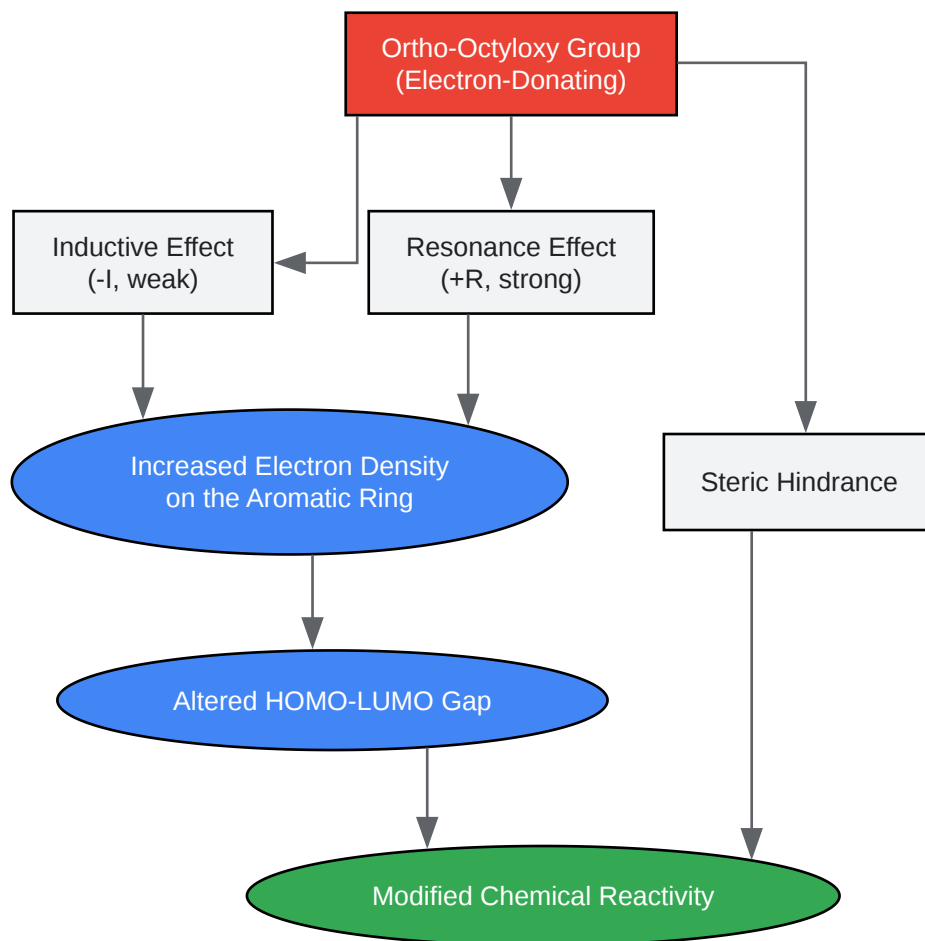 Ortho-Octyloxy Group
(Electron-Donating)
Inductive Effect
(-I, weak)
Resonance Effect
(+R, strong)
Increased Electron Density
on the Aromatic Ring
Steric Hindrance
Altered HOMO-LUMO Gap
Modified Chemical Reactivity